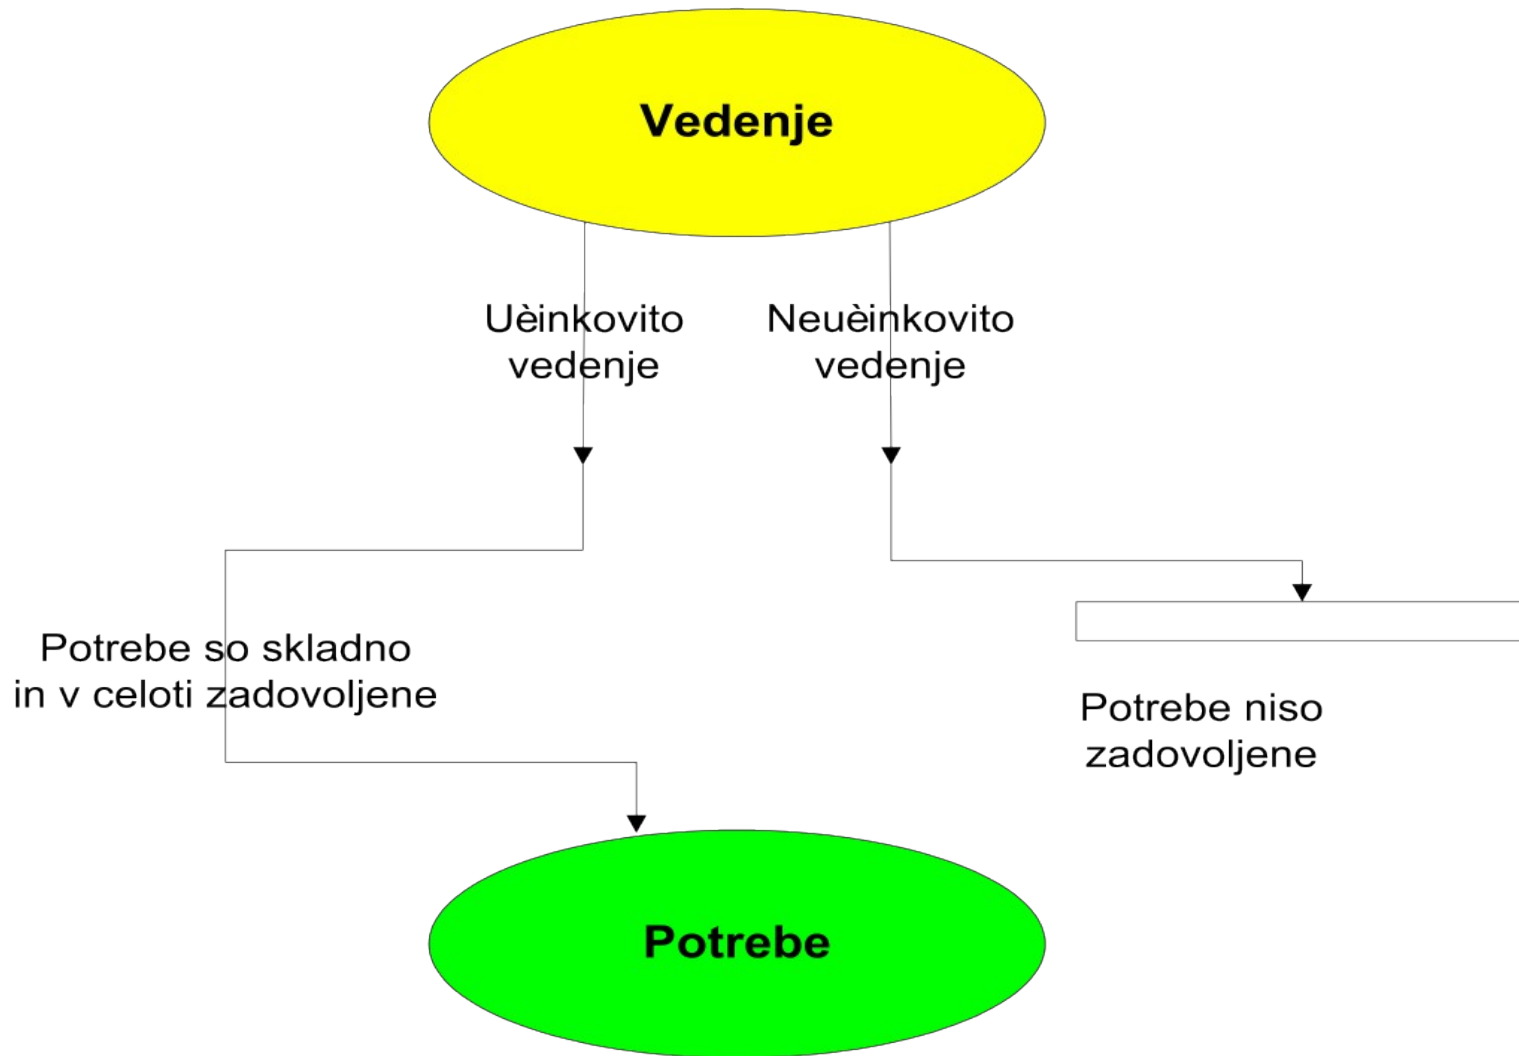 Vedenje
Uèinkovito
vedenje
Neuèinkovito
vedenje
Potrebe so skladno
in v celoti zadovoljene
Potrebe niso
zadovoljene
Potrebe